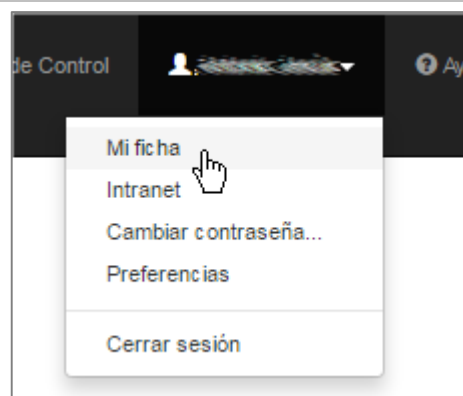 de Control
Ay
Mi ficha
Intranet
Cambiar contraseña...
Preferencias
Cerrar sesión